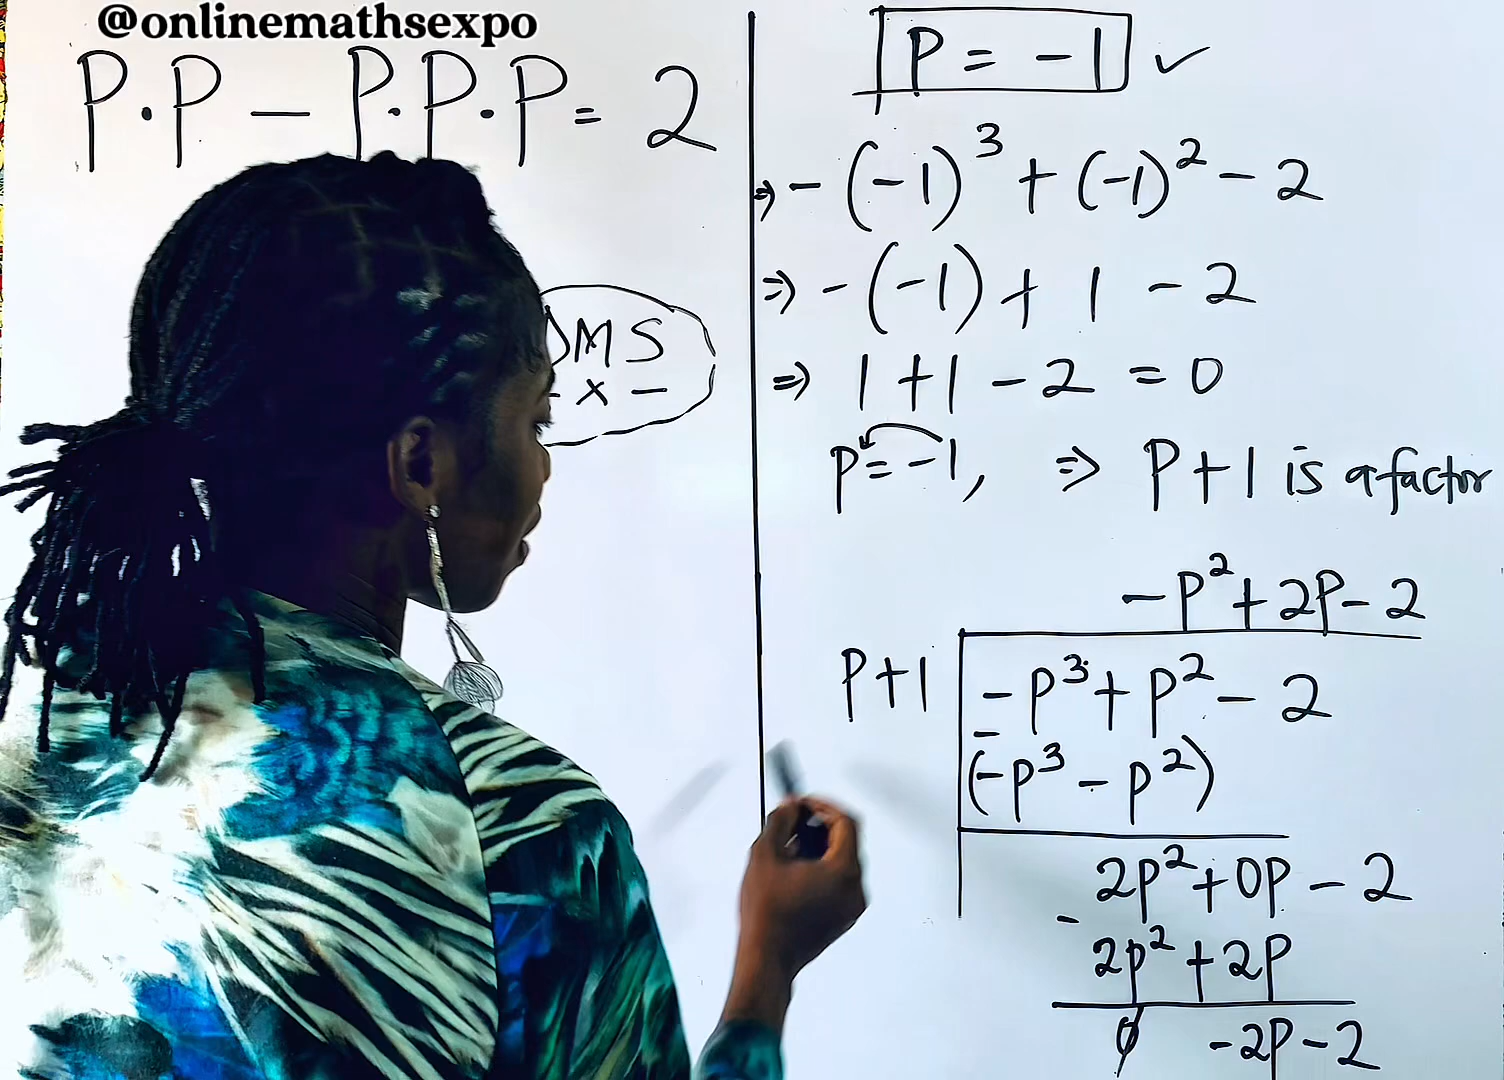 @onlinemathsexpo
P·P - P·P·P = 2
DMS
- x -
P = -1 ✓
⇒ -(-1)³ + (-1)² - 2
⇒ -(-1) + 1 - 2
⇒ 1 + 1 - 2 = 0
P = -1, ⇒ P + 1 is a factor
-P² + 2P - 2
P + 1
-P³ + P² - 2
-
(-P³ - P²)
2P² + 0P - 2
-
2P² + 2P
0 -2P - 2